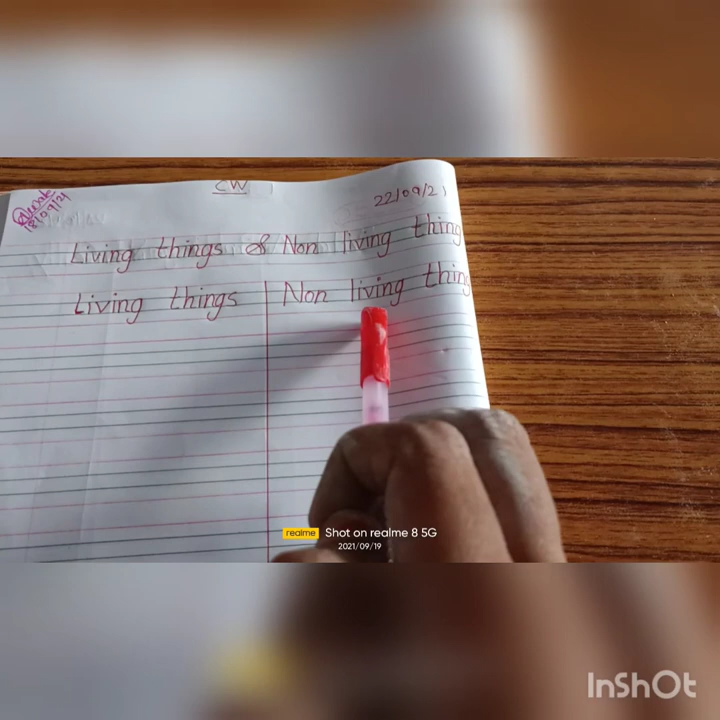 CW
22/09/21
Living things & Non living thing
Living things Non living thing
realme Shot on realme 8 5G
2021/09/19
InShOt